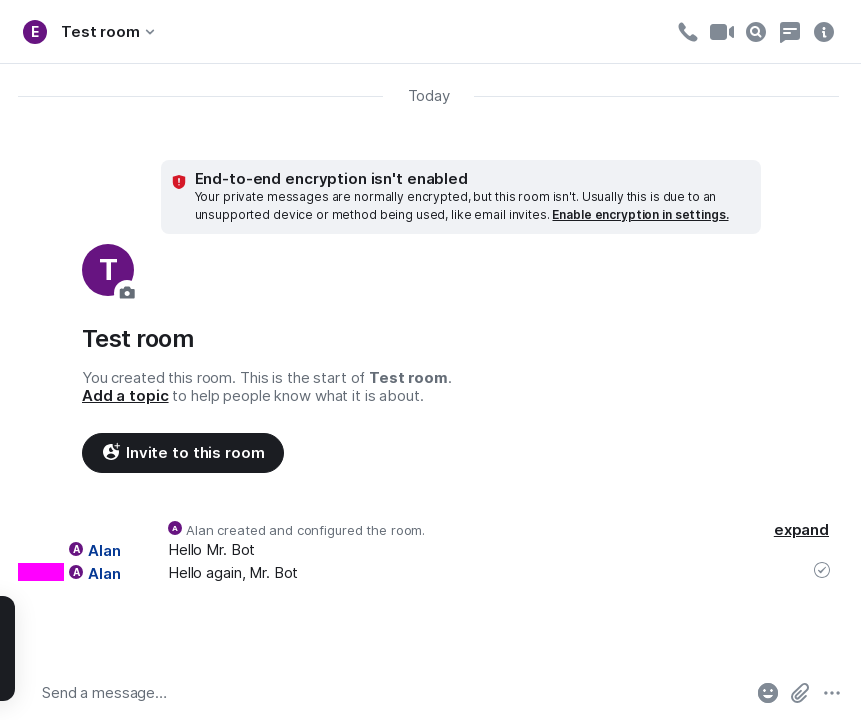 E Test room
Today
End-to-end encryption isn't enabled
Your private messages are normally encrypted, but this room isn't. Usually this is due to an
unsupported device or method being used, like email invites. Enable encryption in settings.
T
Test room
You created this room. This is the start of Test room.
Add a topic to help people know what it is about.
Invite to this room
A Alan created and configured the room. expand
A Alan Hello Mr. Bot
A Alan Hello again, Mr. Bot
Send a message…